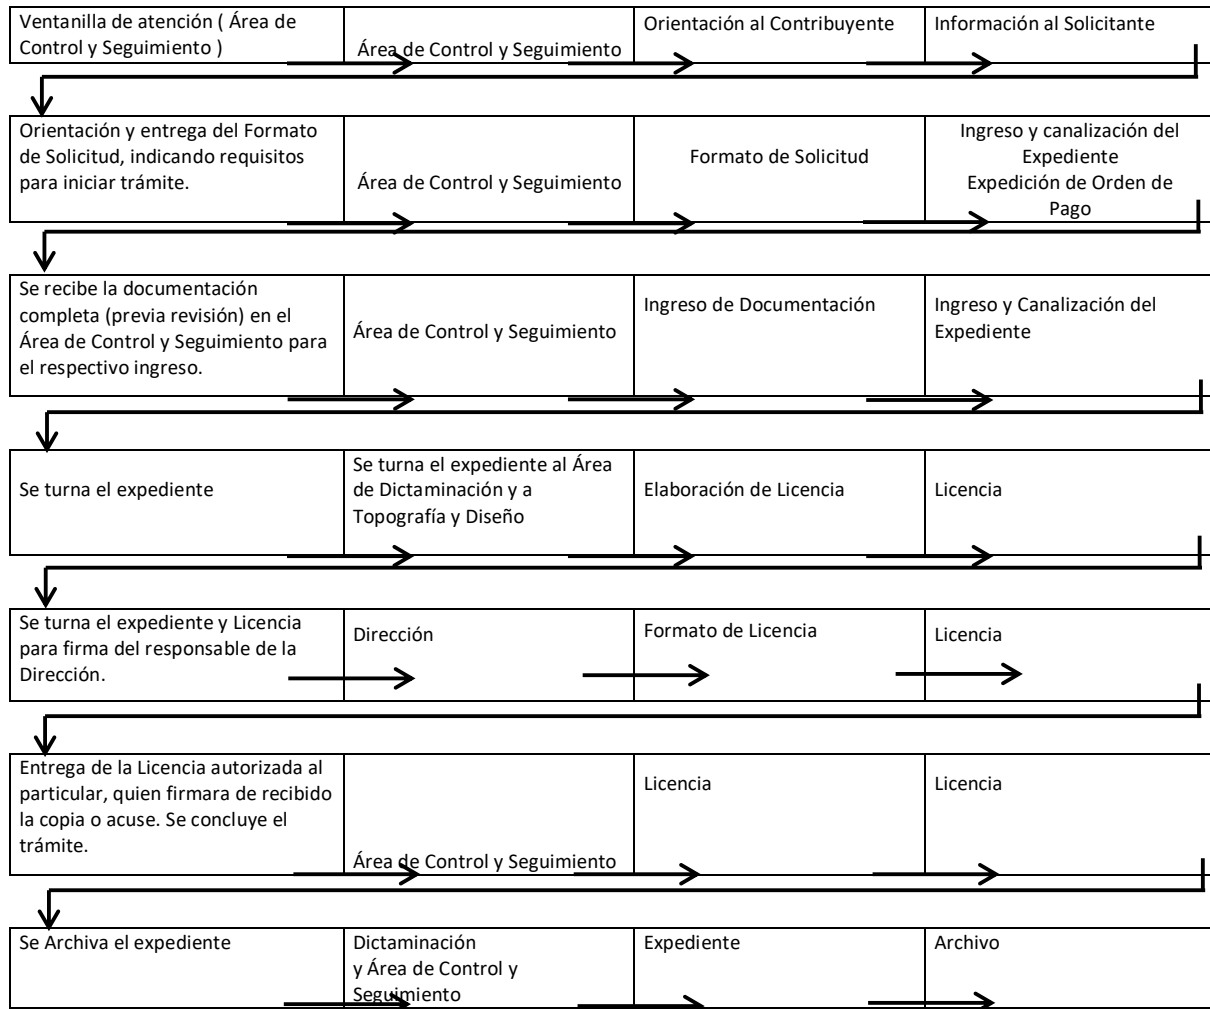 Ventanilla de atención ( Área de
Control y Seguimiento )
Área de Control y Seguimiento
Orientación al Contribuyente
Información al Solicitante
Orientación y entrega del Formato
de Solicitud, indicando requisitos
para iniciar trámite.
Área de Control y Seguimiento
Formato de Solicitud
Ingreso y canalización del
Expediente
Expedición de Orden de
Pago
Se recibe la documentación
completa (previa revisión) en el
Área de Control y Seguimiento para
el respectivo ingreso.
Área de Control y Seguimiento
Ingreso de Documentación
Ingreso y Canalización del
Expediente
Se turna el expediente
Se turna el expediente al Área
de Dictaminación y a
Topografía y Diseño
Elaboración de Licencia
Licencia
Se turna el expediente y Licencia
para firma del responsable de la
Dirección.
Dirección
Formato de Licencia
Licencia
Entrega de la Licencia autorizada al
particular, quien firmara de recibido
la copia o acuse. Se concluye el
trámite.
Área de Control y Seguimiento
Licencia
Licencia
Se Archiva el expediente
Dictaminación
y Área de Control y
Seguimiento
Expediente
Archivo